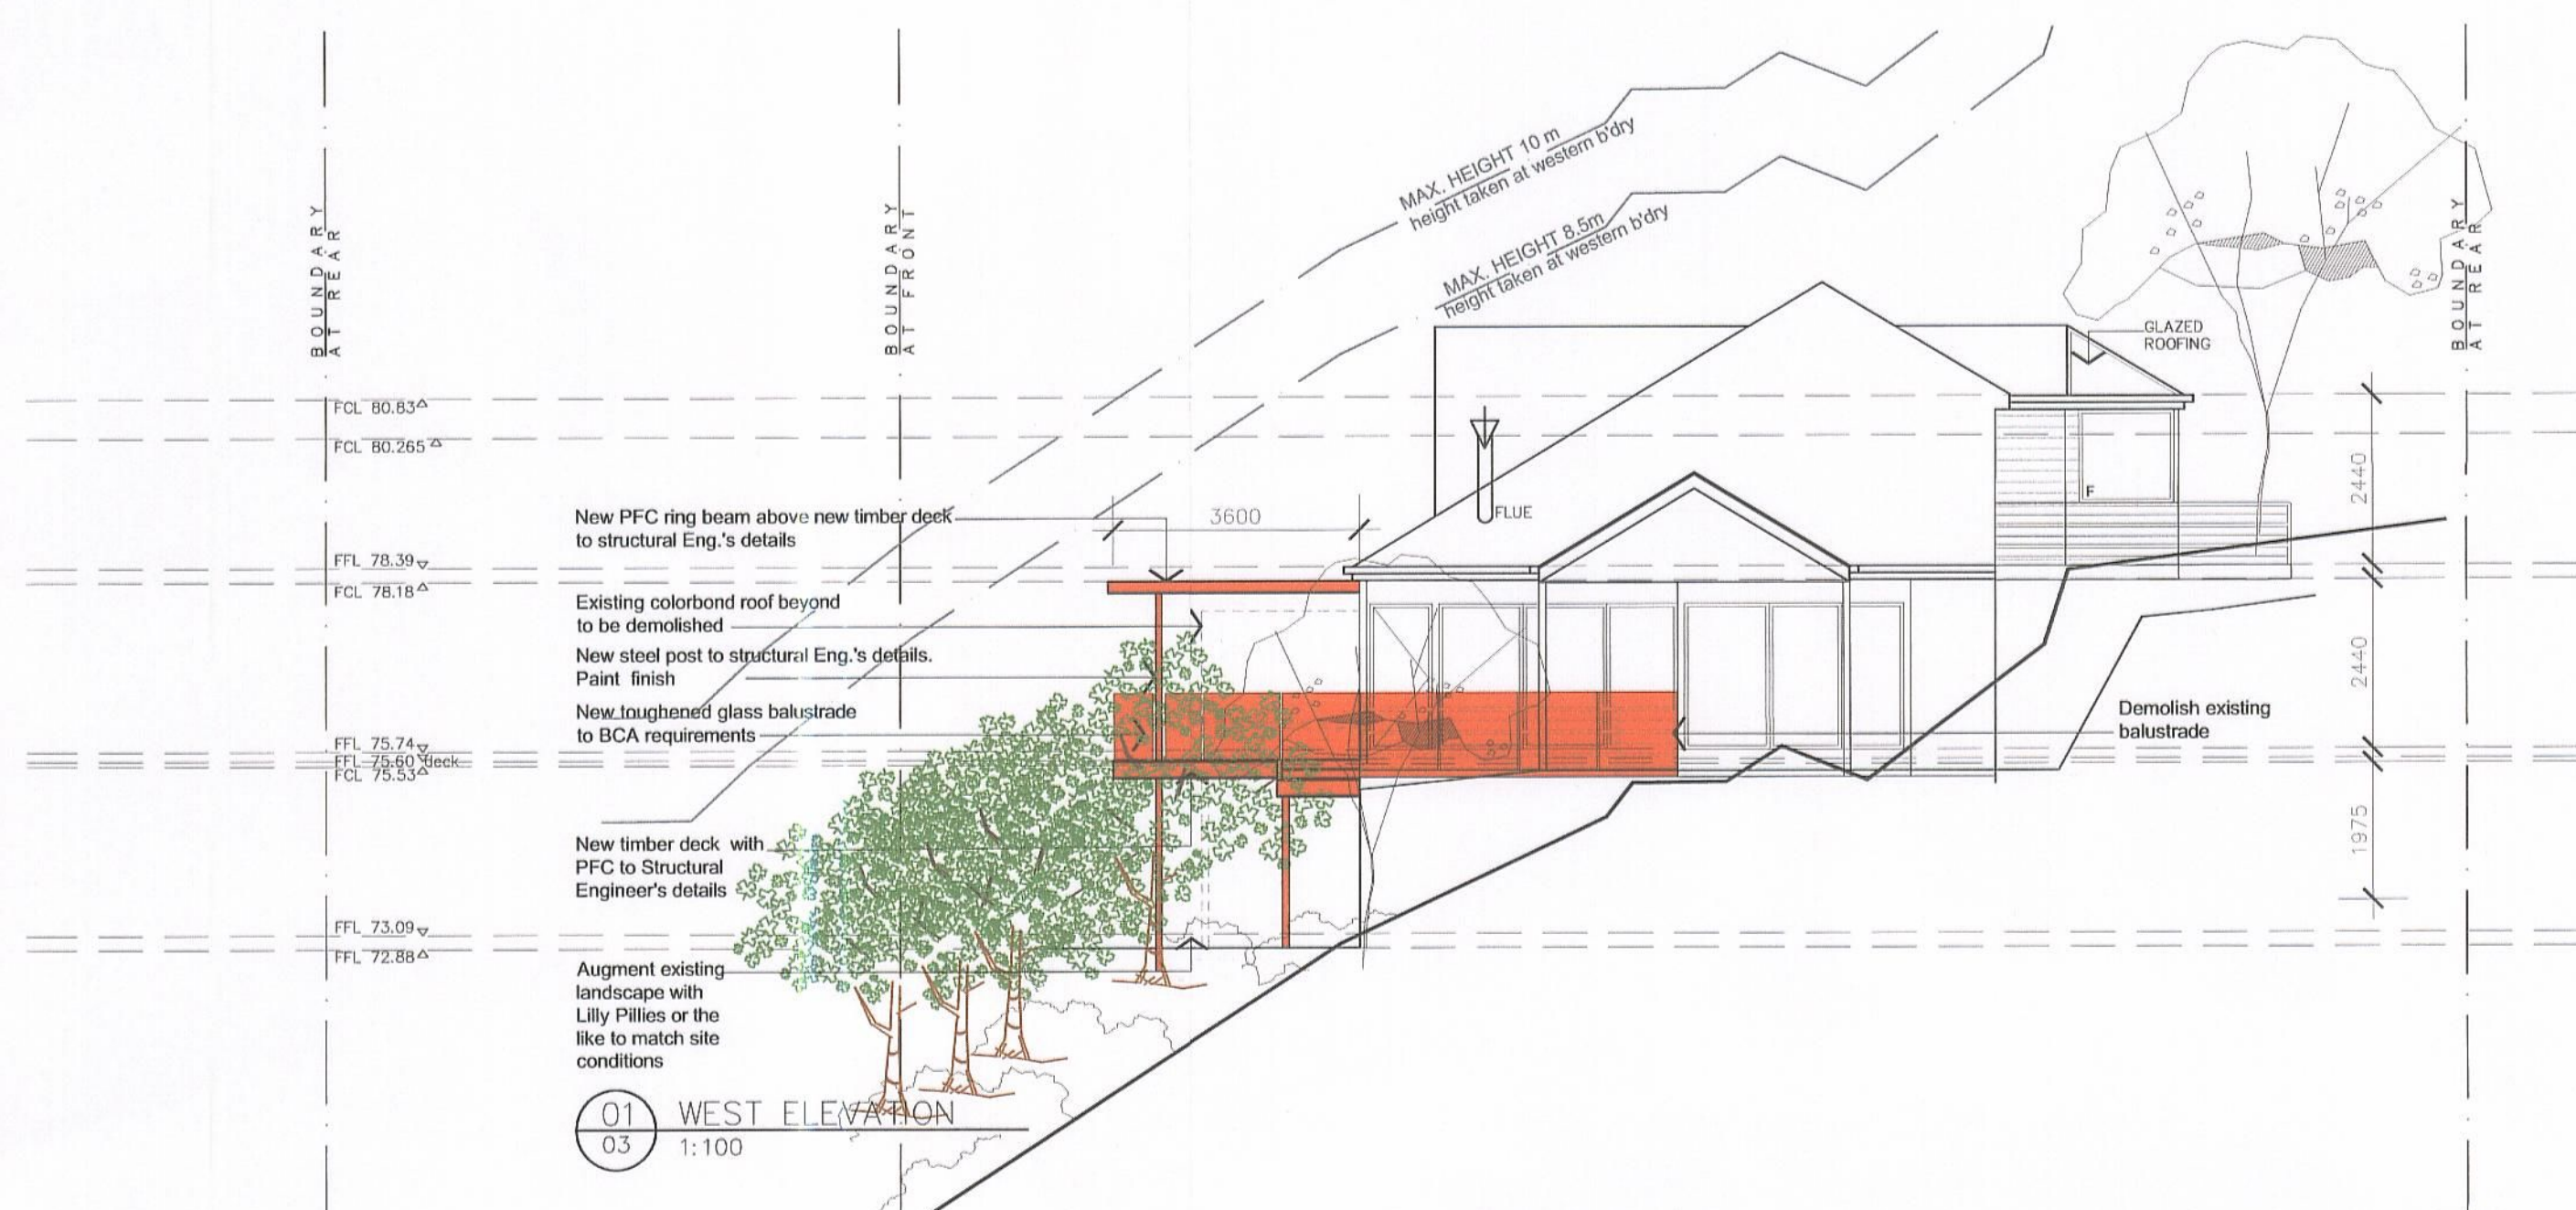 BOUNDARY
AT REAR
BOUNDARY
AT FRONT
MAX. HEIGHT 10 m
height taken at western b'dry
MAX. HEIGHT 8.5m
height taken at western b'dry
BOUNDARY
AT REAR
GLAZED
ROOFING
FCL 80.83
FCL 80.265
2440
F
New PFC ring beam above new timber deck
to structural Eng.'s details
3600
FLUE
FFL 78.39
FCL 78.18
Existing colorbond roof beyond
to be demolished
New steel post to structural Eng.'s details.
Paint finish
2440
New toughened glass balustrade
to BCA requirements
Demolish existing
balustrade
FFL 75.74
FFL 75.60 deck
FCL 75.53
1975
New timber deck with
PFC to Structural
Engineer's details
FFL 73.09
FFL 72.88
Augment existing
landscape with
Lilly Pillies or the
like to match site
conditions
01
03
WEST ELEVATION
1:100